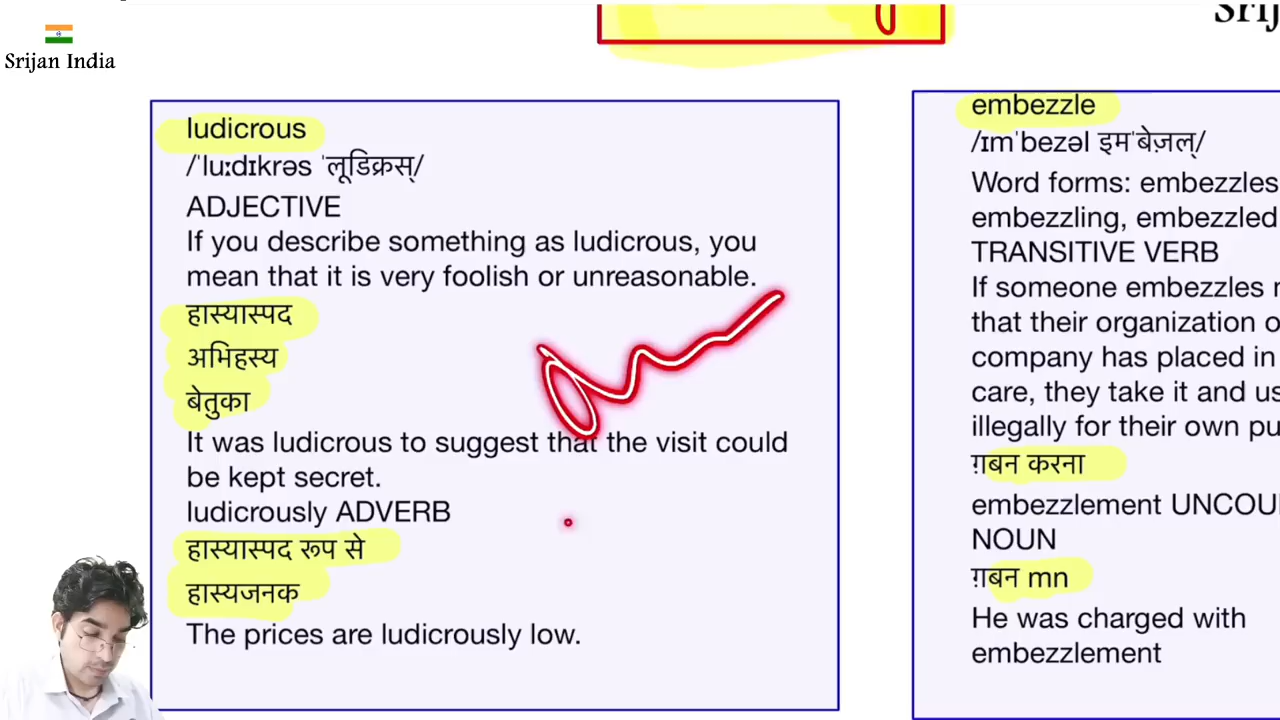 Srijan India
ludicrous
/ˈluːdɪkrəs ˈलूडिक्रस्/
ADJECTIVE
If you describe something as ludicrous, you
mean that it is very foolish or unreasonable.
हास्यास्पद
अभिहस्य
बेतुका
It was ludicrous to suggest that the visit could
be kept secret.
ludicrously ADVERB
हास्यास्पद रूप से
हास्यजनक
The prices are ludicrously low.
embezzle
/ɪmˈbezəl इमˈबेज़ल्/
Word forms: embezzles
embezzling, embezzled
TRANSITIVE VERB
If someone embezzles
that their organization
company has placed in
care, they take it and
illegally for their own
ग़बन करना
embezzlement
NOUN
ग़बन mn
He was charged with
embezzlement